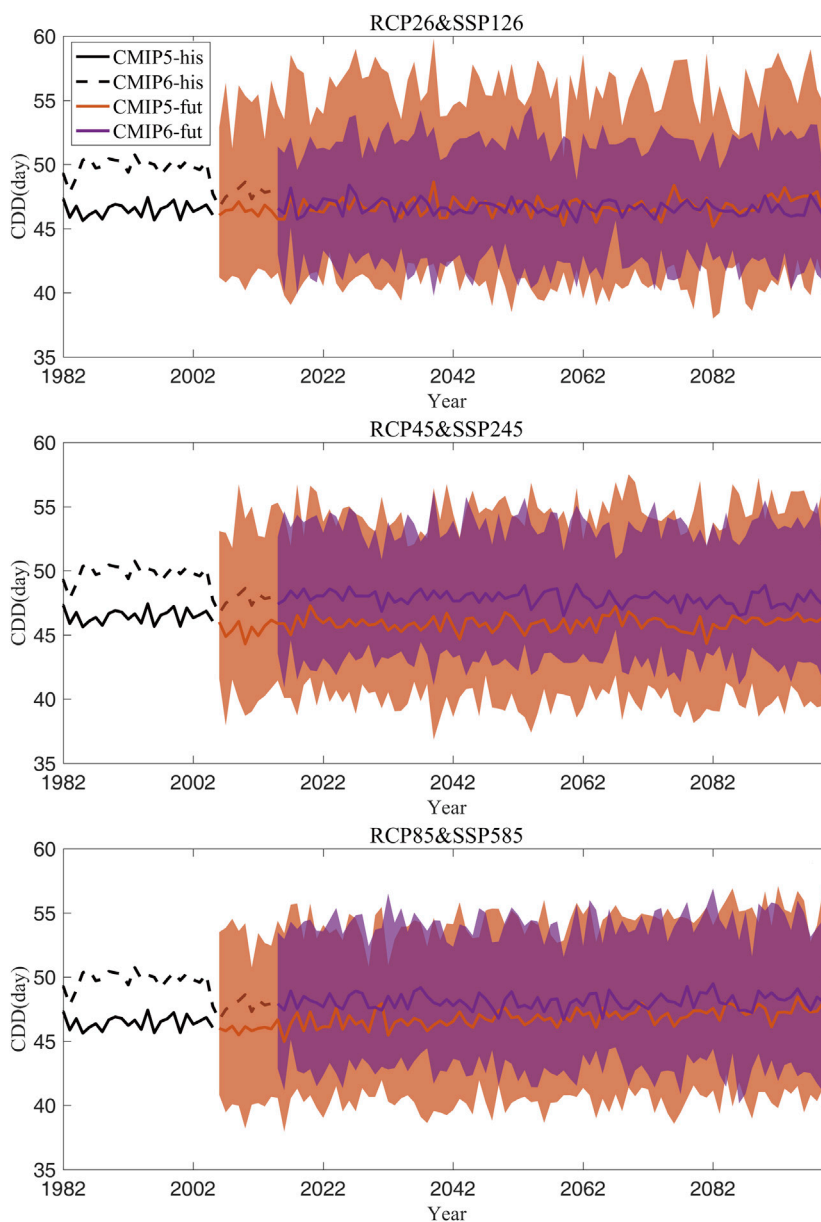 RCP26&SSP126
60
CMIP5-his
CMIP6-his
CMIP5-fut
CMIP6-fut
55
50
CDD(day)
45
40
35
1982 2002 2022 2042 2062 2082
Year
RCP45&SSP245
60
55
50
CDD(day)
45
40
35
1982 2002 2022 2042 2062 2082
Year
RCP85&SSP585
60
55
50
CDD(day)
45
40
35
1982 2002 2022 2042 2062 2082
Year